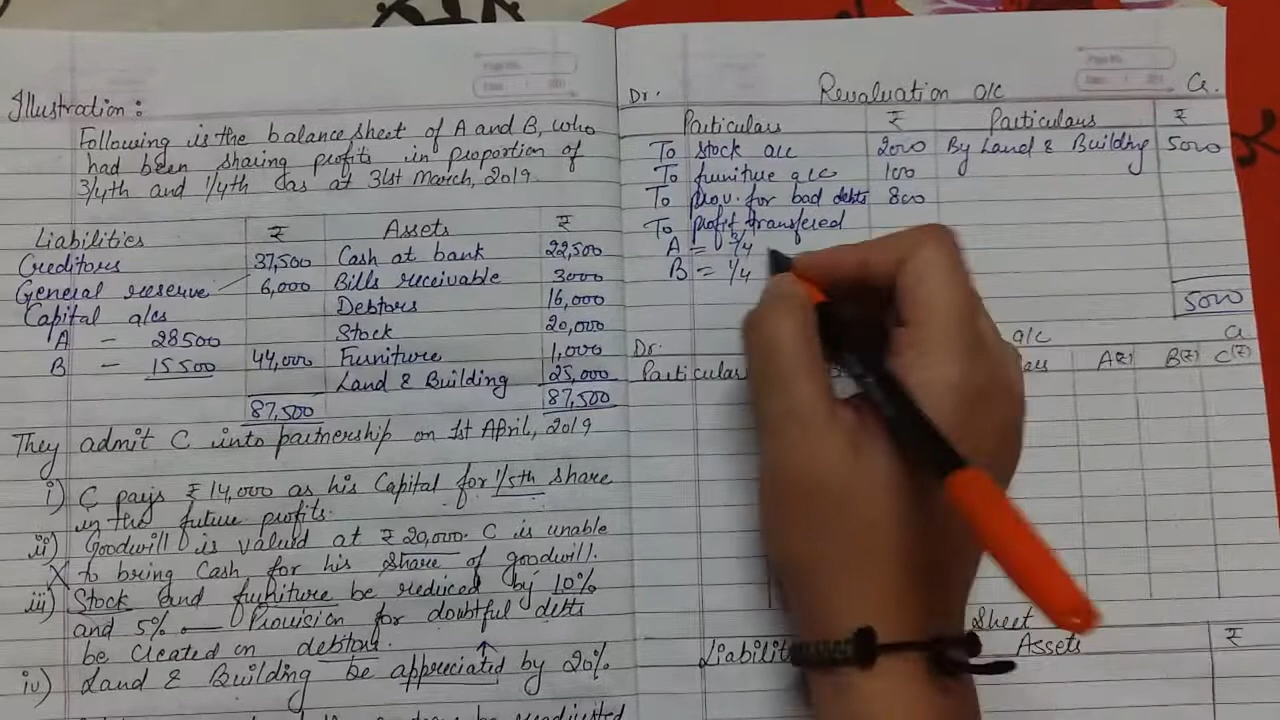 Illustration :
Following is the balance sheet of A and B, who
had been sharing profits in proportion of
3/4th and 1/4th as at 31st March, 2019.
Liabilities ₹ Assets ₹
Creditors 37,500 Cash at bank 22,500
General reserve 6,000 Bills receivable 3000
Capital a/cs Debtors 16,000
A - 28500 Stock 20,000
B - 15500 44,000 Furniture 1,000
Land & Building 25,000
87,500 87,500
They admit C into partnership on 1st April, 2019
i) C pays ₹ 14,000 as his Capital for 1/5th share
in the future profits.
ii) Goodwill is valued at ₹ 20,000. C is unable
to bring Cash for his share of goodwill.
iii) Stock and furniture be reduced by 10%
and 5% Provision for doubtful debts
be created on debtors.
iv) Land & Building be appreciated by 20%
be readjusted
Dr. Revaluation a/c Cr.
Particulars ₹ Particulars ₹
To stock a/c 2000 By Land & Building 5000
To furniture a/c 100
To prov. for bad debts 800
To profit transfered
A = 3/4
B = 1/4
5000
a/c Cr.
Dr.
Particulars A(₹) B(₹) C(₹)
Sheet
Assets ₹